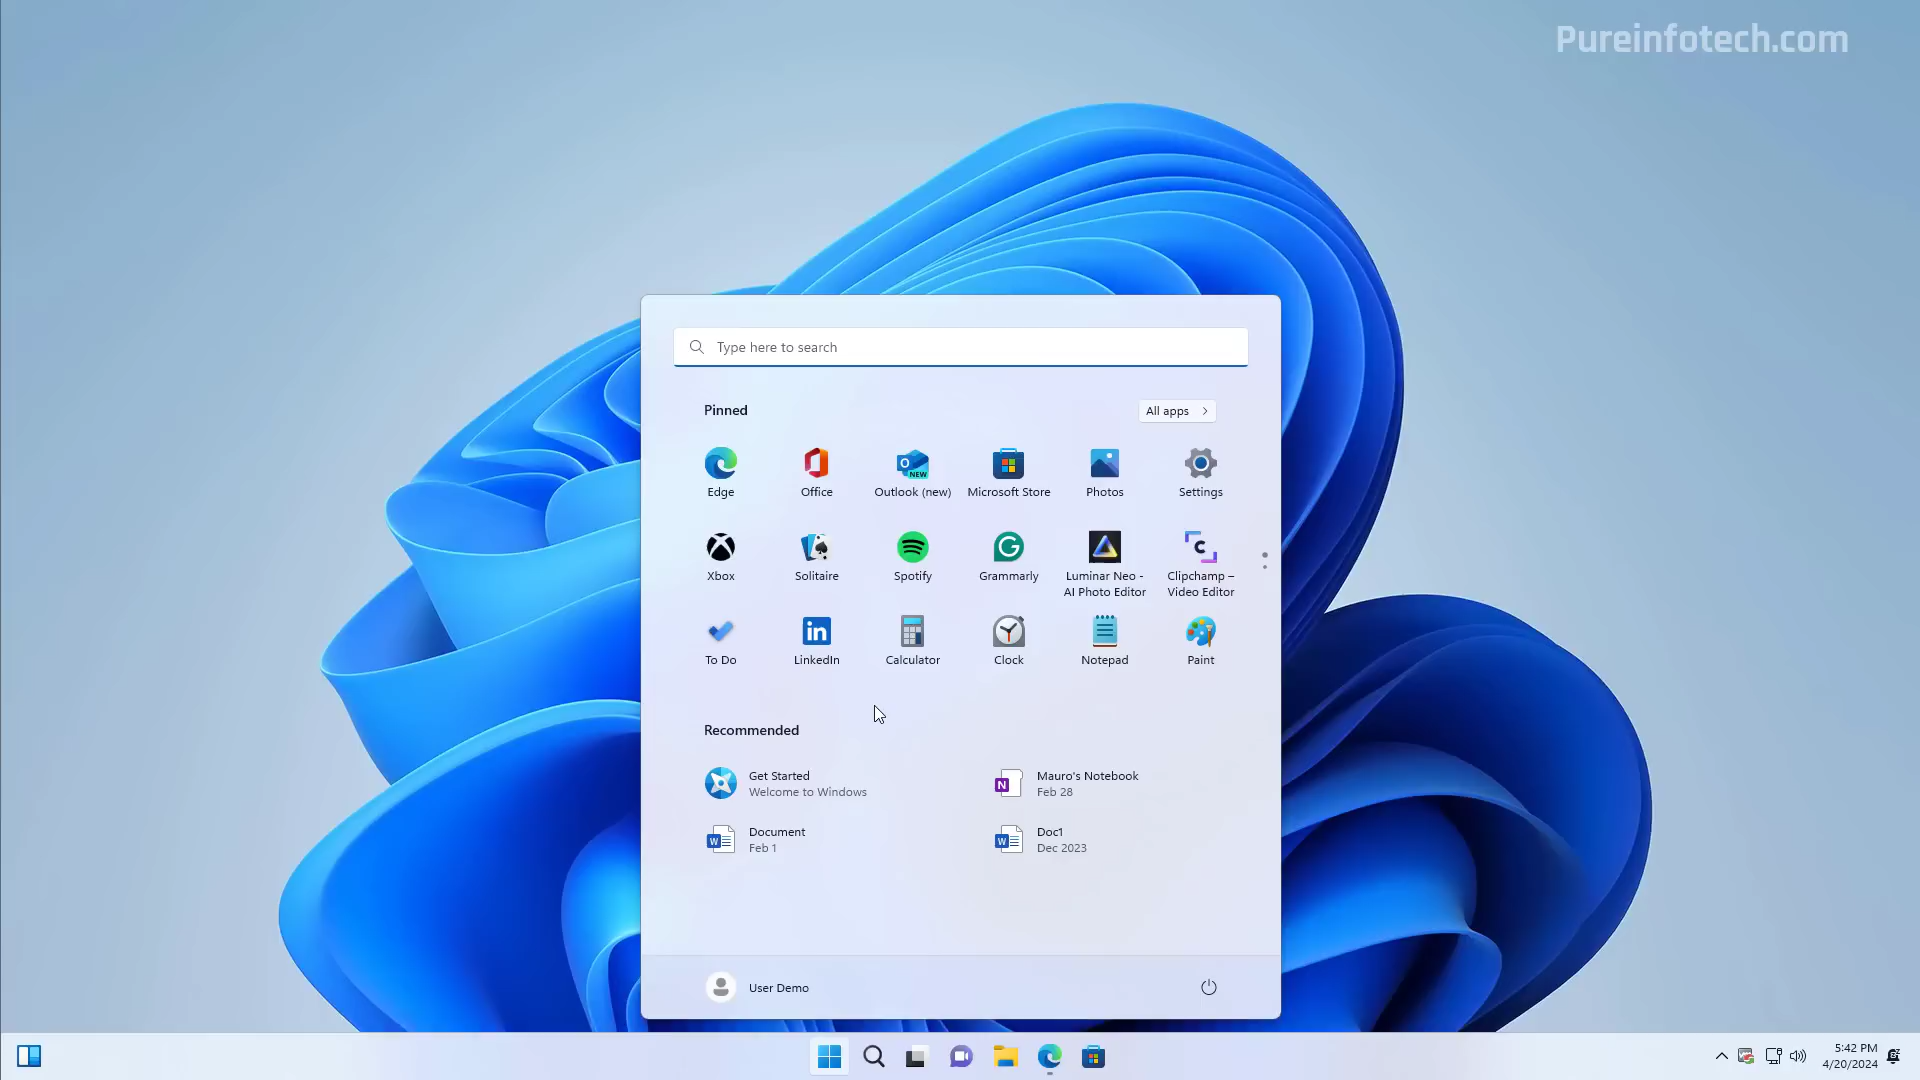 Pureinfotech.com
Type here to search
Pinned
All apps
Edge
Office
Outlook (new)
Microsoft Store
Photos
Settings
Xbox
Solitaire
Spotify
Grammarly
Luminar Neo -
AI Photo Editor
Clipchamp –
Video Editor
To Do
LinkedIn
Calculator
Clock
Notepad
Paint
Recommended
Get Started
Welcome to Windows
Mauro's Notebook
Feb 28
Document
Feb 1
Doc1
Dec 2023
User Demo
5:42 PM
4/20/2024